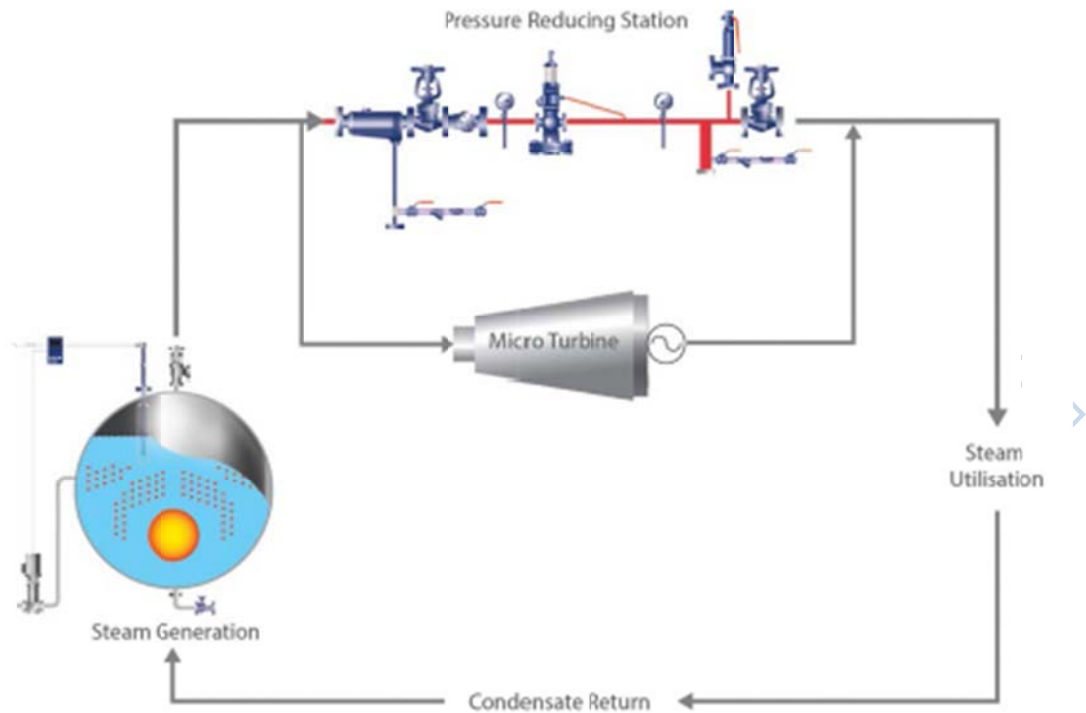 Pressure Reducing Station
Micro Turbine
Steam
Utilisation
Steam Generation
Condensate Return